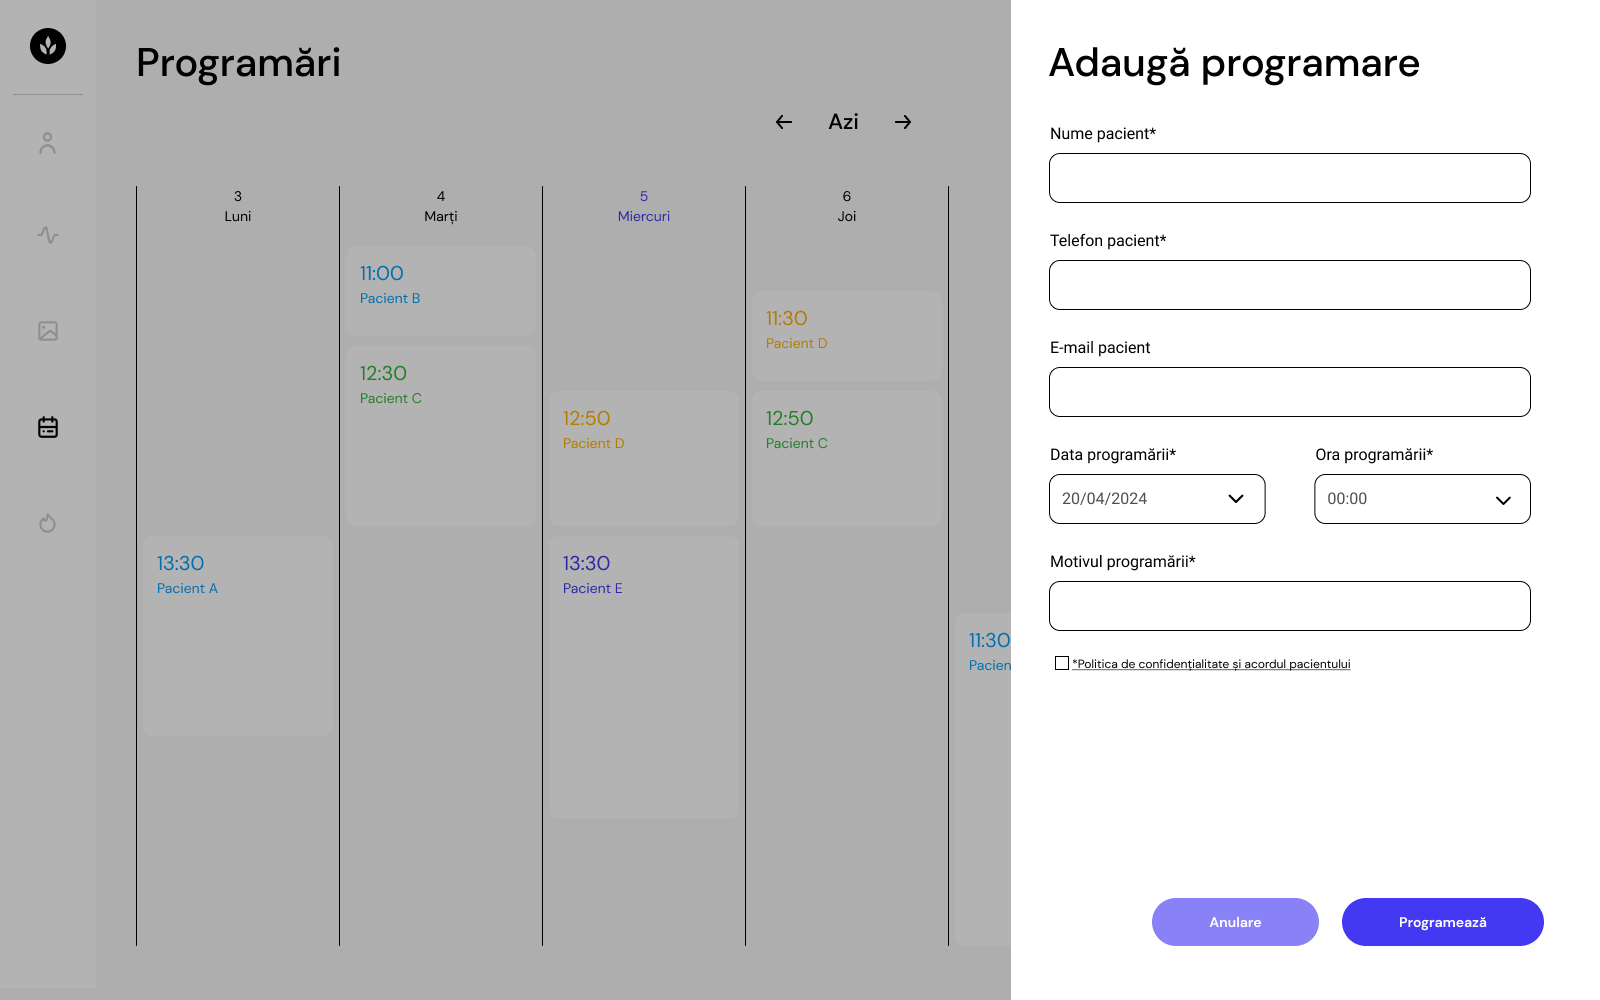 Programări
Azi
3
Luni
4
Marți
5
Miercuri
6
Joi
11:00
Pacient B
12:30
Pacient C
13:30
Pacient A
12:50
Pacient D
13:30
Pacient E
11:30
Pacient D
12:50
Pacient C
11:30
Pacien
Adaugă programare
Nume pacient*
Telefon pacient*
E-mail pacient
Data programării*
Ora programării*
20/04/2024
00:00
Motivul programării*
*Politica de confidențialitate și acordul pacientului
Anulare
Programează